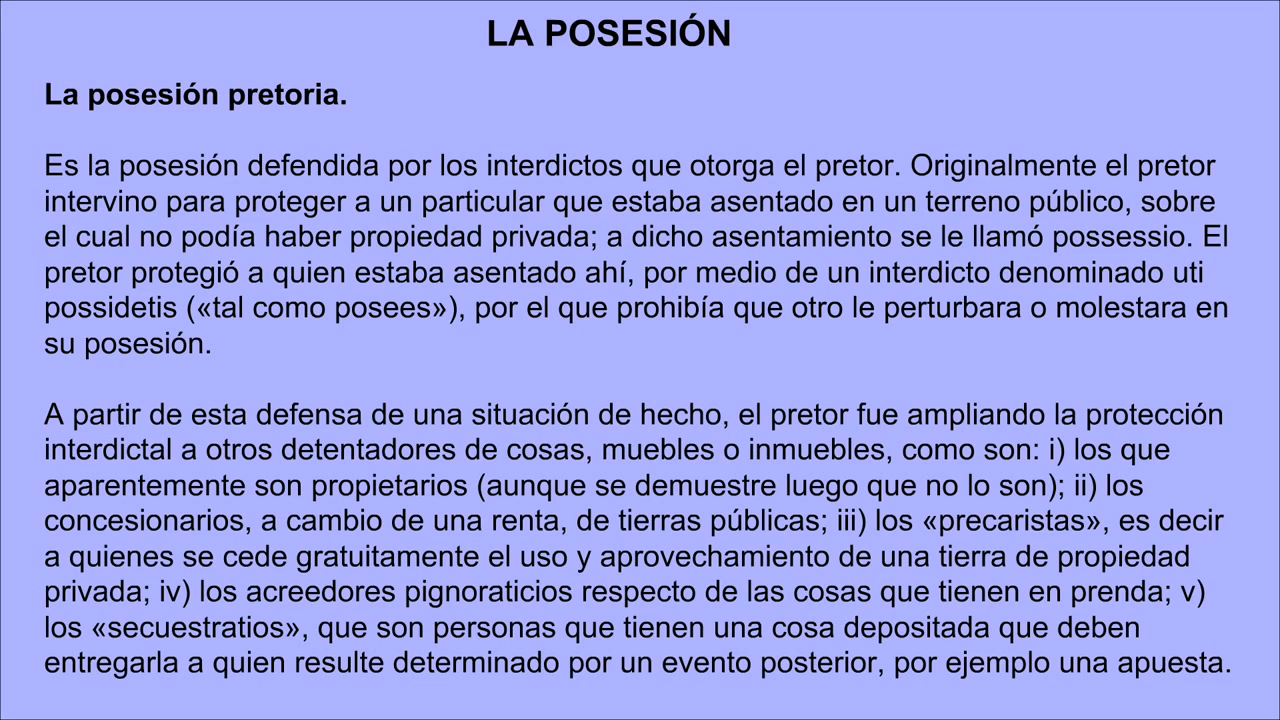 LA POSESIÓN
La posesión pretoria.
Es la posesión defendida por los interdictos que otorga el pretor. Originalmente el pretor
intervino para proteger a un particular que estaba asentado en un terreno público, sobre
el cual no podía haber propiedad privada; a dicho asentamiento se le llamó possessio. El
pretor protegió a quien estaba asentado ahí, por medio de un interdicto denominado uti
possidetis («tal como posees»), por el que prohibía que otro le perturbara o molestara en
su posesión.
A partir de esta defensa de una situación de hecho, el pretor fue ampliando la protección
interdictal a otros detentadores de cosas, muebles o inmuebles, como son: i) los que
aparentemente son propietarios (aunque se demuestre luego que no lo son); ii) los
concesionarios, a cambio de una renta, de tierras públicas; iii) los «precaristas», es decir
a quienes se cede gratuitamente el uso y aprovechamiento de una tierra de propiedad
privada; iv) los acreedores pignoraticios respecto de las cosas que tienen en prenda; v)
los «secuestratios», que son personas que tienen una cosa depositada que deben
entregarla a quien resulte determinado por un evento posterior, por ejemplo una apuesta.